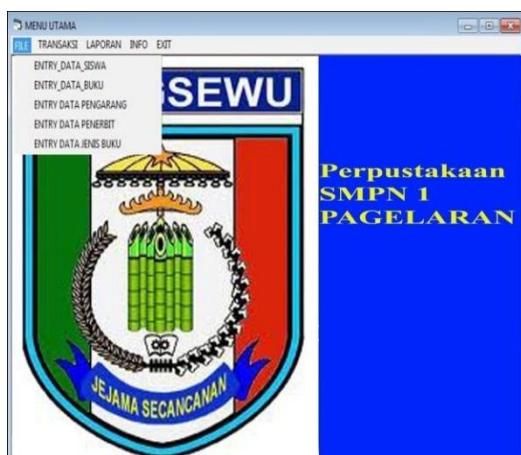 MENU UTAMA
FILE TRANSAKSI LAPORAN INFO EXIT
ENTRY_DATA_SISWA
ENTRY_DATA_BUKU
ENTRY DATA PENGARANG
ENTRY DATA PENERBIT
ENTRY DATA JENIS BUKU
GSEWU
Perpustakaan
SMPN 1
PAGELARAN
JEJAMA SECANCANAN